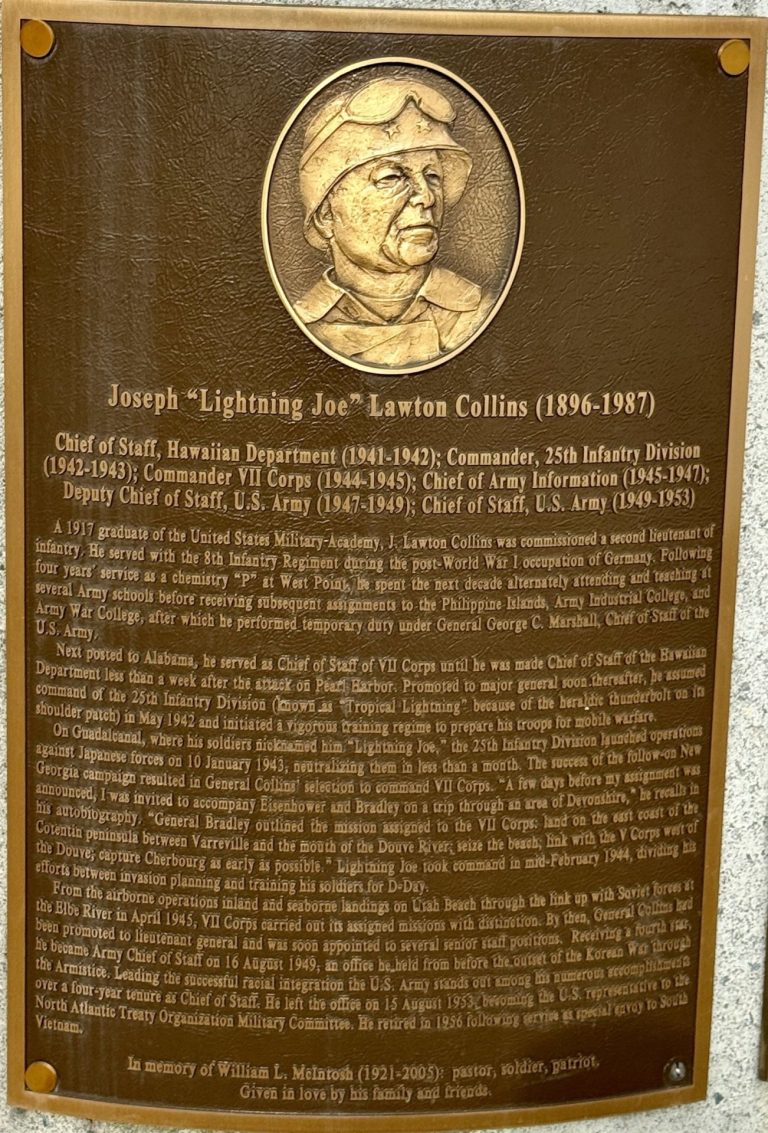 Joseph “Lightning Joe” Lawton Collins (1896-1987)
Chief of Staff, Hawaiian Department (1941-1942); Commander, 25th Infantry Division
(1942-1943); Commander VII Corps (1944-1945); Chief of Army Information (1945-1947);
Deputy Chief of Staff, U.S. Army (1947-1949); Chief of Staff, U.S. Army (1949-1953)
A 1917 graduate of the United States Military Academy, J. Lawton Collins was commissioned a second lieutenant of
infantry. He served with the 8th Infantry Regiment during the post-World War I occupation of Germany. Following
four years' service as a chemistry “P” at West Point, he spent the next decade alternately attending and teaching at
several Army schools before receiving subsequent assignments to the Philippine Islands, Army Industrial College, and
Army War College, after which he performed temporary duty under General George C. Marshall, Chief of Staff of the
U.S. Army.
Next posted to Alabama, he served as Chief of Staff of VII Corps until he was made Chief of Staff of the Hawaiian
Department less than a week after the attack on Pearl Harbor. Promoted to major general soon thereafter, he assumed
command of the 25th Infantry Division (known as “Tropical Lightning” because of the heraldic thunderbolt on its
shoulder patch) in May 1942 and initiated a vigorous training regime to prepare his troops for mobile warfare.
On Guadalcanal, where his soldiers nicknamed him “Lightning Joe,” the 25th Infantry Division launched operations
against Japanese forces on 10 January 1943, neutralizing them in less than a month. The success of the follow-on New
Georgia campaign resulted in General Collins' selection to command VII Corps. “A few days before my assignment was
announced, I was invited to accompany Eisenhower and Bradley on a trip through an area of Devonshire,” he recalls in
his autobiography. “General Bradley outlined the mission assigned to the VII Corps: land on the east coast of the
Cotentin peninsula between Varreville and the mouth of the Douve River; seize the beach; link with the V Corps west of
the Douve; capture Cherbourg as early as possible.” Lightning Joe took command in mid-February 1944, dividing his
efforts between invasion planning and training his soldiers for D-Day.
From the airborne operations inland and seaborne landings on Utah Beach through the link up with Soviet forces at
the Elbe River in April 1945, VII Corps carried out its assigned missions with distinction. By then, General Collins had
been promoted to lieutenant general and was soon appointed to several senior staff positions. Receiving a fourth star,
he became Army Chief of Staff on 16 August 1949, an office he held from before the outset of the Korean War through
the Armistice. Leading the successful racial integration the U.S. Army stands out among his numerous accomplishments
over a four-year tenure as Chief of Staff. He left the office on 15 August 1953, becoming the U.S. representative to the
North Atlantic Treaty Organization Military Committee. He retired in 1956 following service as special envoy to South
Vietnam.
In memory of William L. McIntosh (1921-2005): pastor, soldier, patriot.
Given in love by his family and friends.